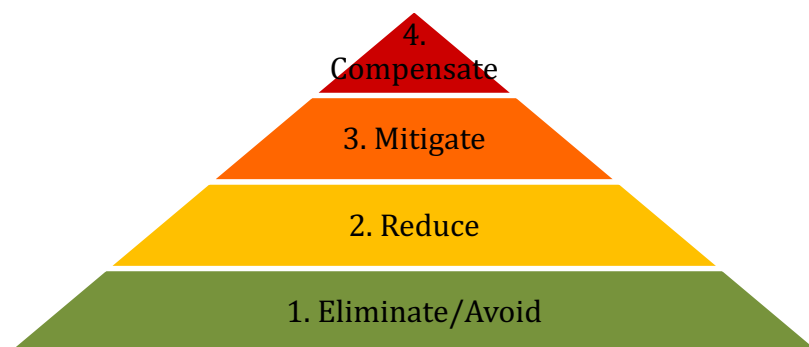 4.
Compensate
3. Mitigate
2. Reduce
1. Eliminate/Avoid